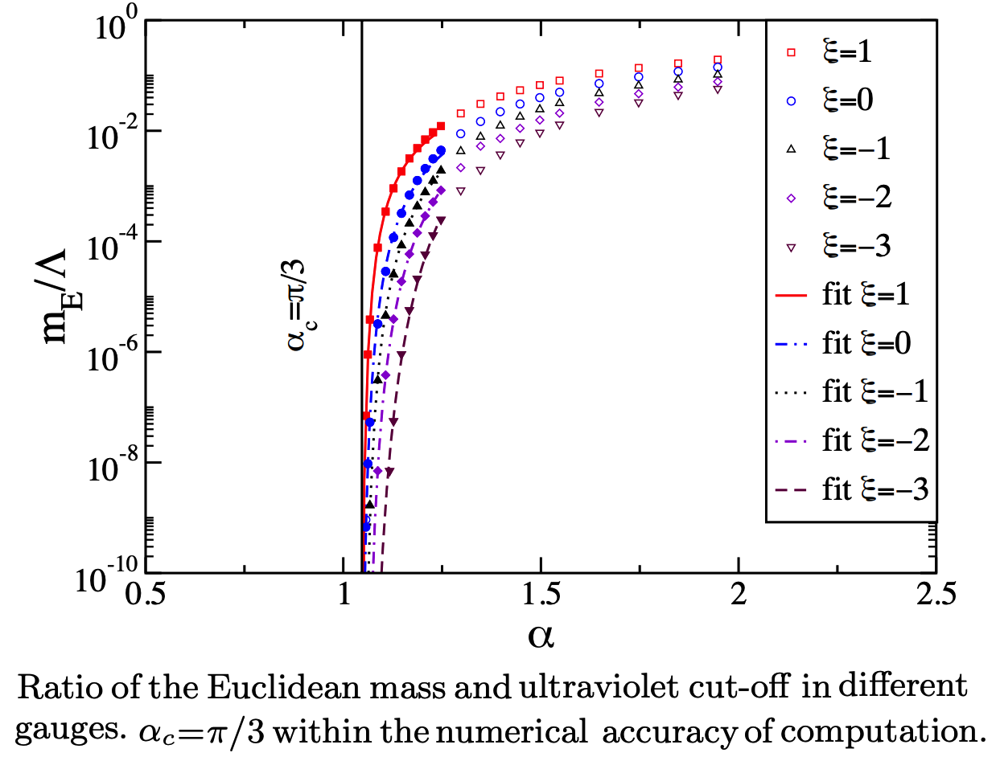 10^0
10^-2
10^-4
10^-6
10^-8
10^-10
m_E/Λ
α_c=π/3
0.5 1 1.5 2 2.5
α
ξ=1
ξ=0
ξ=−1
ξ=−2
ξ=−3
fit ξ=1
fit ξ=0
fit ξ=−1
fit ξ=−2
fit ξ=−3
Ratio of the Euclidean mass and ultraviolet cut-off in different
gauges. α_c=π/3 within the numerical accuracy of computation.